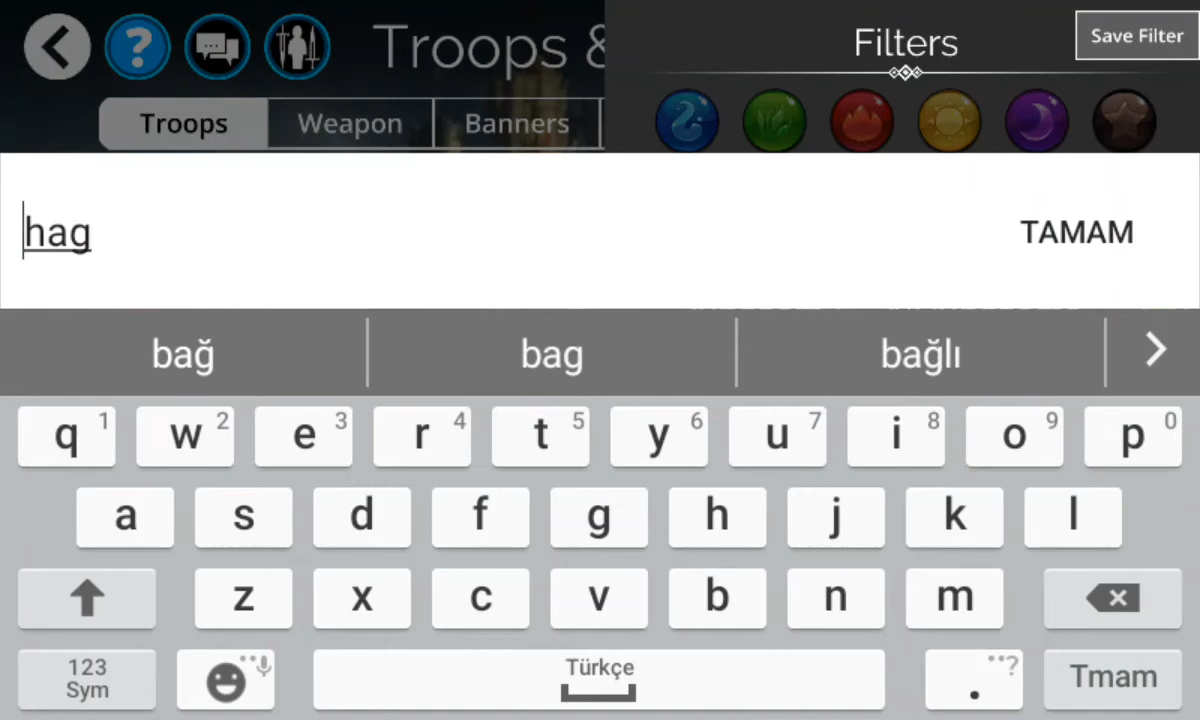 ?
Troops &
Filters
Save Filter
Troops
Weapon
Banners
hag
TAMAM
bağ
bag
bağlı
q 1 w 2 e 3 r 4 t 5 y 6 u 7 i 8 o 9 p 0
a s d f g h j k l
z x c v b n m
123
Sym
Türkçe
. ?
Tmam